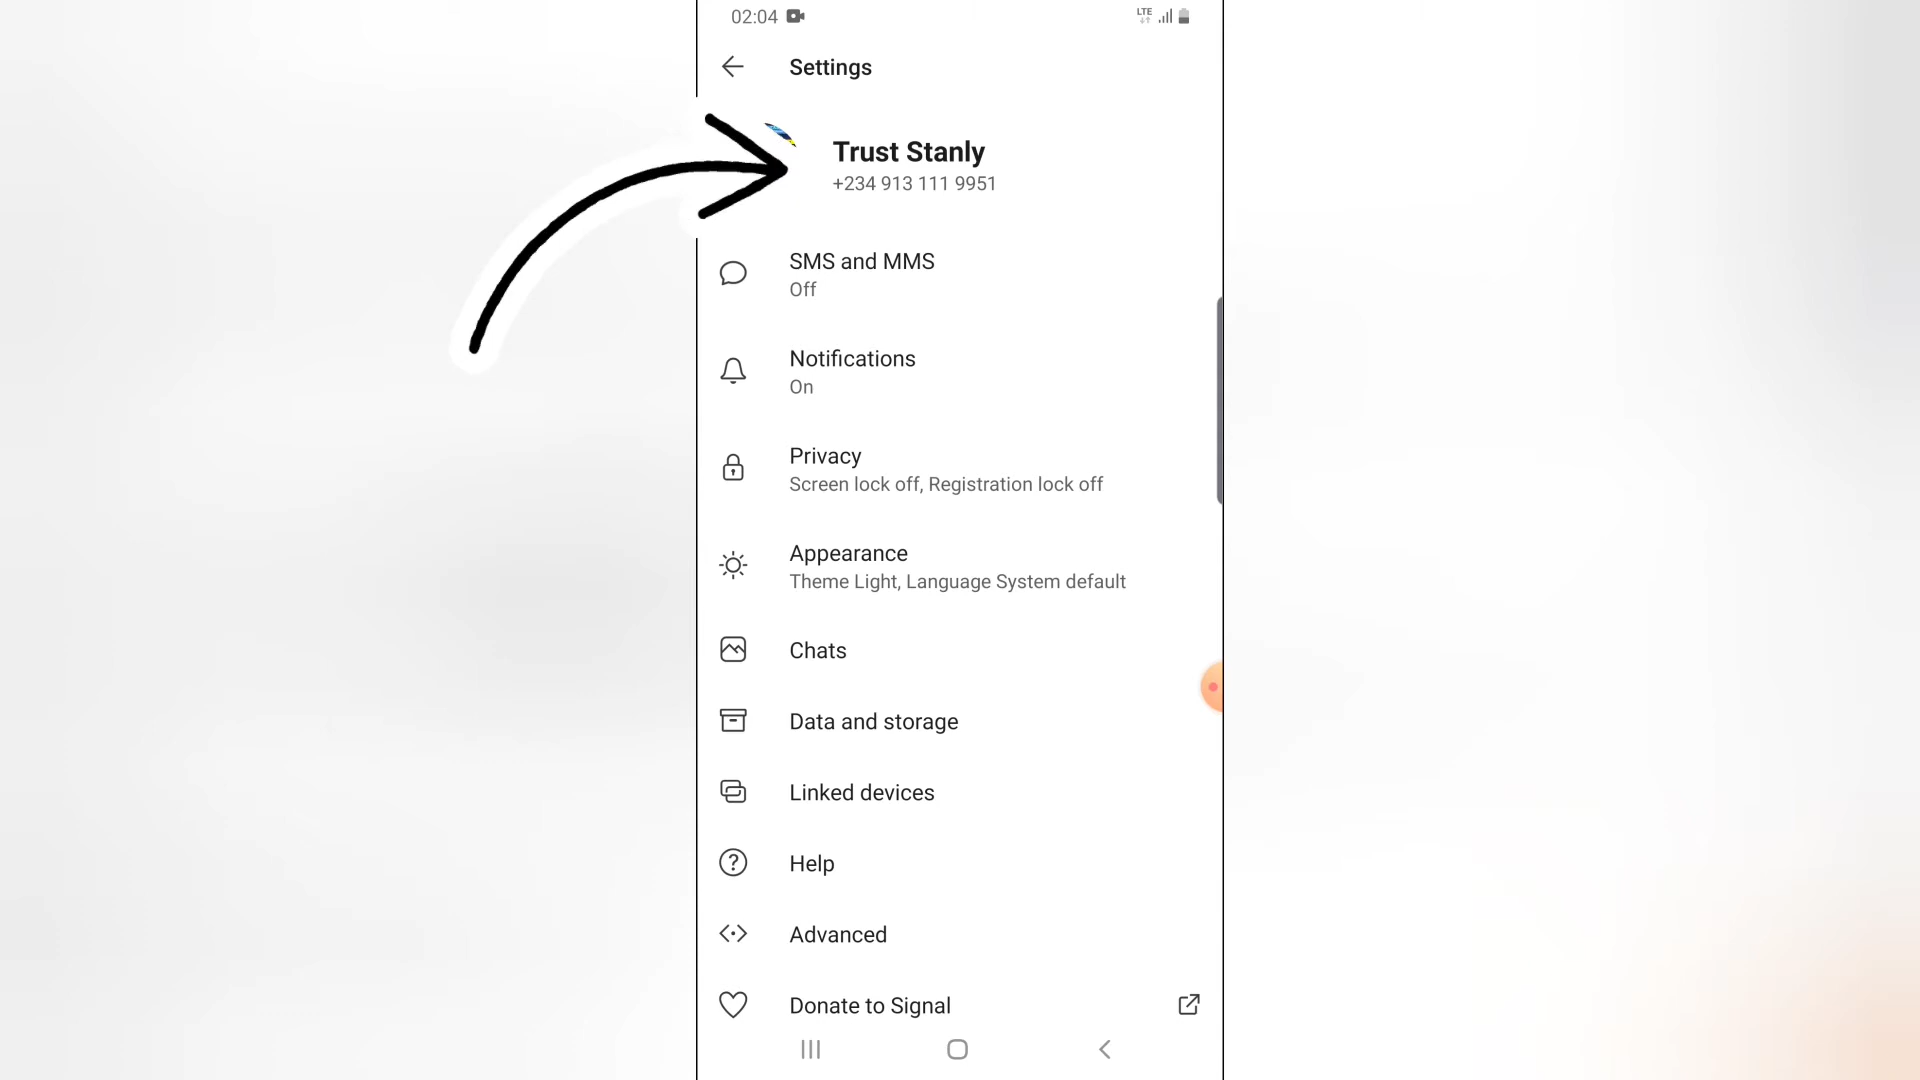 02:04
LTE
Settings
Trust Stanly
+234 913 111 9951
SMS and MMS
Off
Notifications
On
Privacy
Screen lock off, Registration lock off
Appearance
Theme Light, Language System default
Chats
Data and storage
Linked devices
Help
Advanced
Donate to Signal